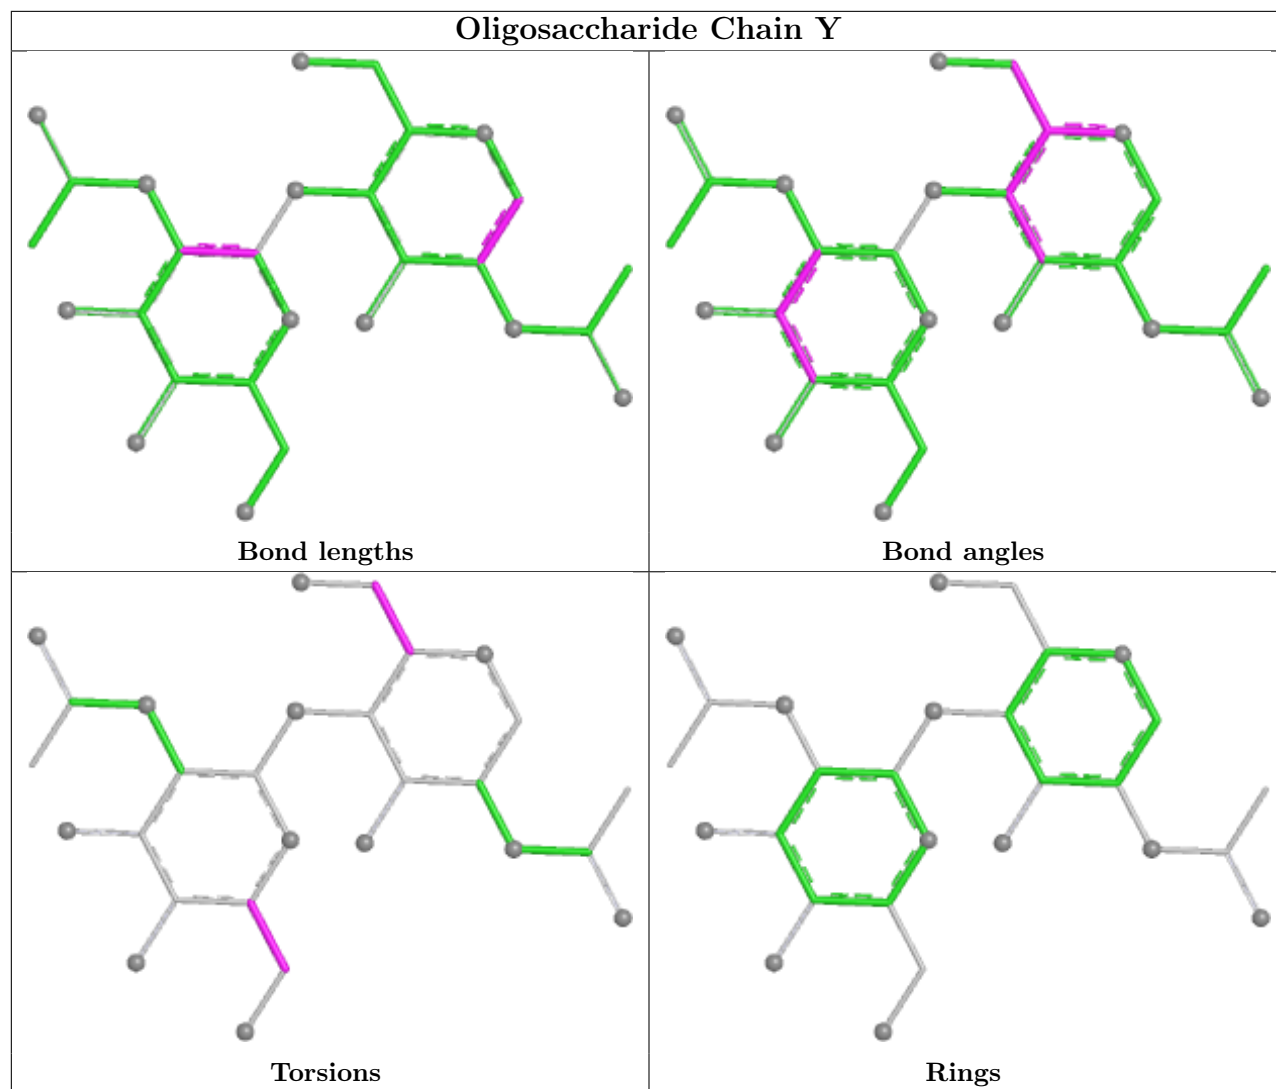 Oligosaccharide Chain Y
Bond lengths
Bond angles
Torsions
Rings